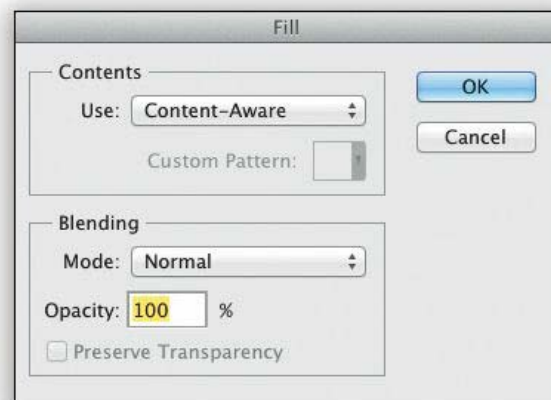 Fill
Contents
Use: Content-Aware
Custom Pattern:
Blending
Mode: Normal
Opacity: 100 %
Preserve Transparency
OK
Cancel